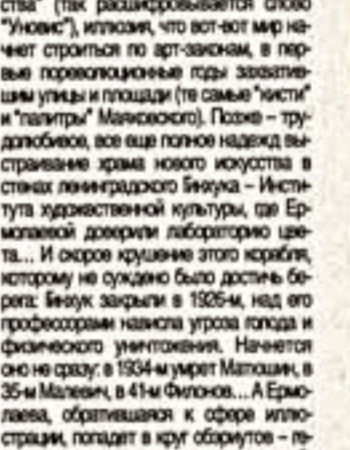 ства" (так расшифровывается слово
"Уновис"), иллюзия, что вот-вот мир на-
чнет строиться по арт-законам, в пер-
вые пореволюционные годы захватив-
шим улицы и площади (те самые "кисти"
и "палитры" Маяковского). Позже – тру-
долюбивое, все еще полное надежд вы-
страивание храма нового искусства в
стенах ленинградского Гинхука – Инсти-
тута художественной культуры, где Ер-
молаевой доверили лабораторию цве-
та... И скорое крушение этого корабля,
которому не суждено было достичь бе-
рега: Гинхук закрыли в 1926-м, над его
профессорами нависла угроза голода и
физического уничтожения. Начнется
оно не сразу: в 1934-м умрет Матюшин, в
35-м Малевич, в 41-м Филонов... А Ермо-
лаева, обратившаяся к сфере иллю-
страции, попадет в круг обэриутов – ге-